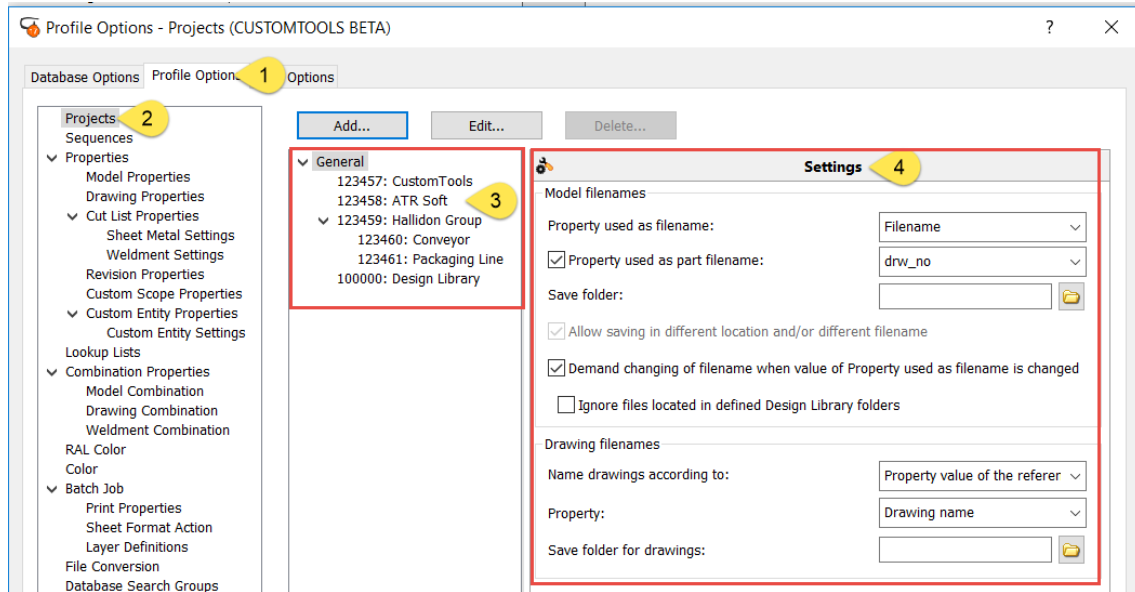 Profile Options - Projects (CUSTOMTOOLS BETA)
?
Database Options Profile Option 1 Options
Projects 2
Sequences
Properties
Model Properties
Drawing Properties
Cut List Properties
Sheet Metal Settings
Weldment Settings
Revision Properties
Custom Scope Properties
Custom Entity Properties
Custom Entity Settings
Lookup Lists
Combination Properties
Model Combination
Drawing Combination
Weldment Combination
RAL Color
Color
Batch Job
Print Properties
Sheet Format Action
Layer Definitions
File Conversion
Database Search Groups
Add... Edit... Delete...
General
123457: CustomTools
123458: ATR Soft 3
123459: Hallidon Group
123460: Conveyor
123461: Packaging Line
100000: Design Library
Settings 4
Model filenames
Property used as filename: Filename
Property used as part filename: drw_no
Save folder:
Allow saving in different location and/or different filename
Demand changing of filename when value of Property used as filename is changed
Ignore files located in defined Design Library folders
Drawing filenames
Name drawings according to: Property value of the referer
Property: Drawing name
Save folder for drawings: